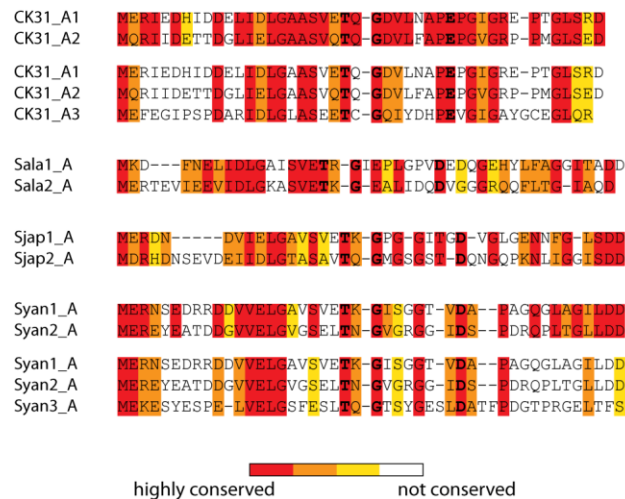 CK31_A1 MERIEDHIDDELIDLGAASVETQ-GDVLNAPEPGIGRE-PTGLSRD
CK31_A2 MQRIIDETTDGLIELGAASVQTQ-GDVLFAPEPGVGRP-PMGLSED
CK31_A1 MERIEDHIDDELIDLGAASVETQ-GDVLNAPEPGIGRE-PTGLSRD
CK31_A2 MQRIIDETTDGLIELGAASVQTQ-GDVLFAPEPGVGRP-PMGLSED
CK31_A3 MEFEGIPSPDARIDLGLASEETC-GQIYDHPEVGIGAYGCEGLQR
Sala1_A MKD---FNELIDLGAISVETR-GIEPLGPVDEDQGEHYLFAGGITADD
Sala2_A MERTEVIEEVIDLGKASVETK-GEALIDQDVGGGRQQFLTG-IAQD
Sjap1_A MERDN-----DVIELGAVSVETK-GPG-GITGD-VGLGENNFG-LSDD
Sjap2_A MDRHDNSEVDEIIDLGTASAVTQ-GMGSGST-DQNGQPKNLIGGISDD
Syan1_A MERNSEDRRDDVVELGAVSVETK-GISGGT-VDA--PAGQGLAGILDD
Syan2_A MEREYEATDDGVVELGVGSELTN-GVGRGG-IDS--PDRQPLTGLLDD
Syan1_A MERNSEDRRDDVVELGAVSVETK-GISGGT-VDA--PAGQGLAGILDD
Syan2_A MEREYEATDDGVVELGVGSELTN-GVGRGG-IDS--PDRQPLTGLLDD
Syan3_A MEKESYESPE-LVELGSFESLTQ-GTSYGESLDATFPDGTPRGELTFS
highly conserved not conserved